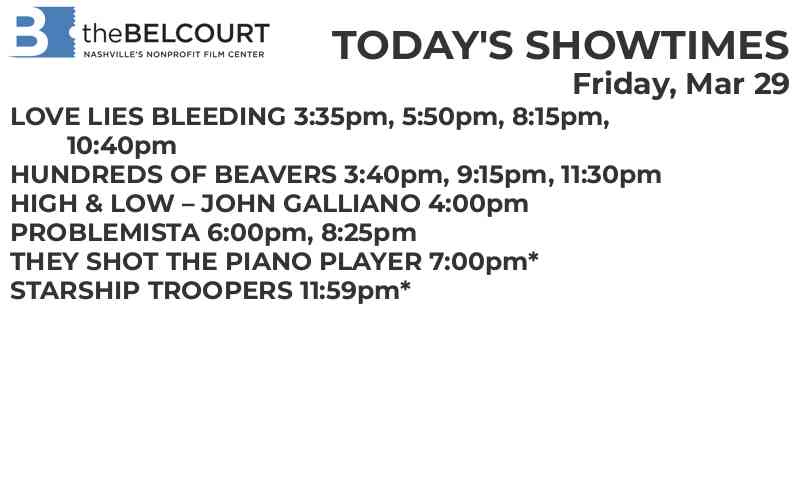 B theBELCOURT
NASHVILLE'S NONPROFIT FILM CENTER
TODAY'S SHOWTIMES
Friday, Mar 29
LOVE LIES BLEEDING 3:35pm, 5:50pm, 8:15pm,
10:40pm
HUNDREDS OF BEAVERS 3:40pm, 9:15pm, 11:30pm
HIGH & LOW – JOHN GALLIANO 4:00pm
PROBLEMISTA 6:00pm, 8:25pm
THEY SHOT THE PIANO PLAYER 7:00pm*
STARSHIP TROOPERS 11:59pm*